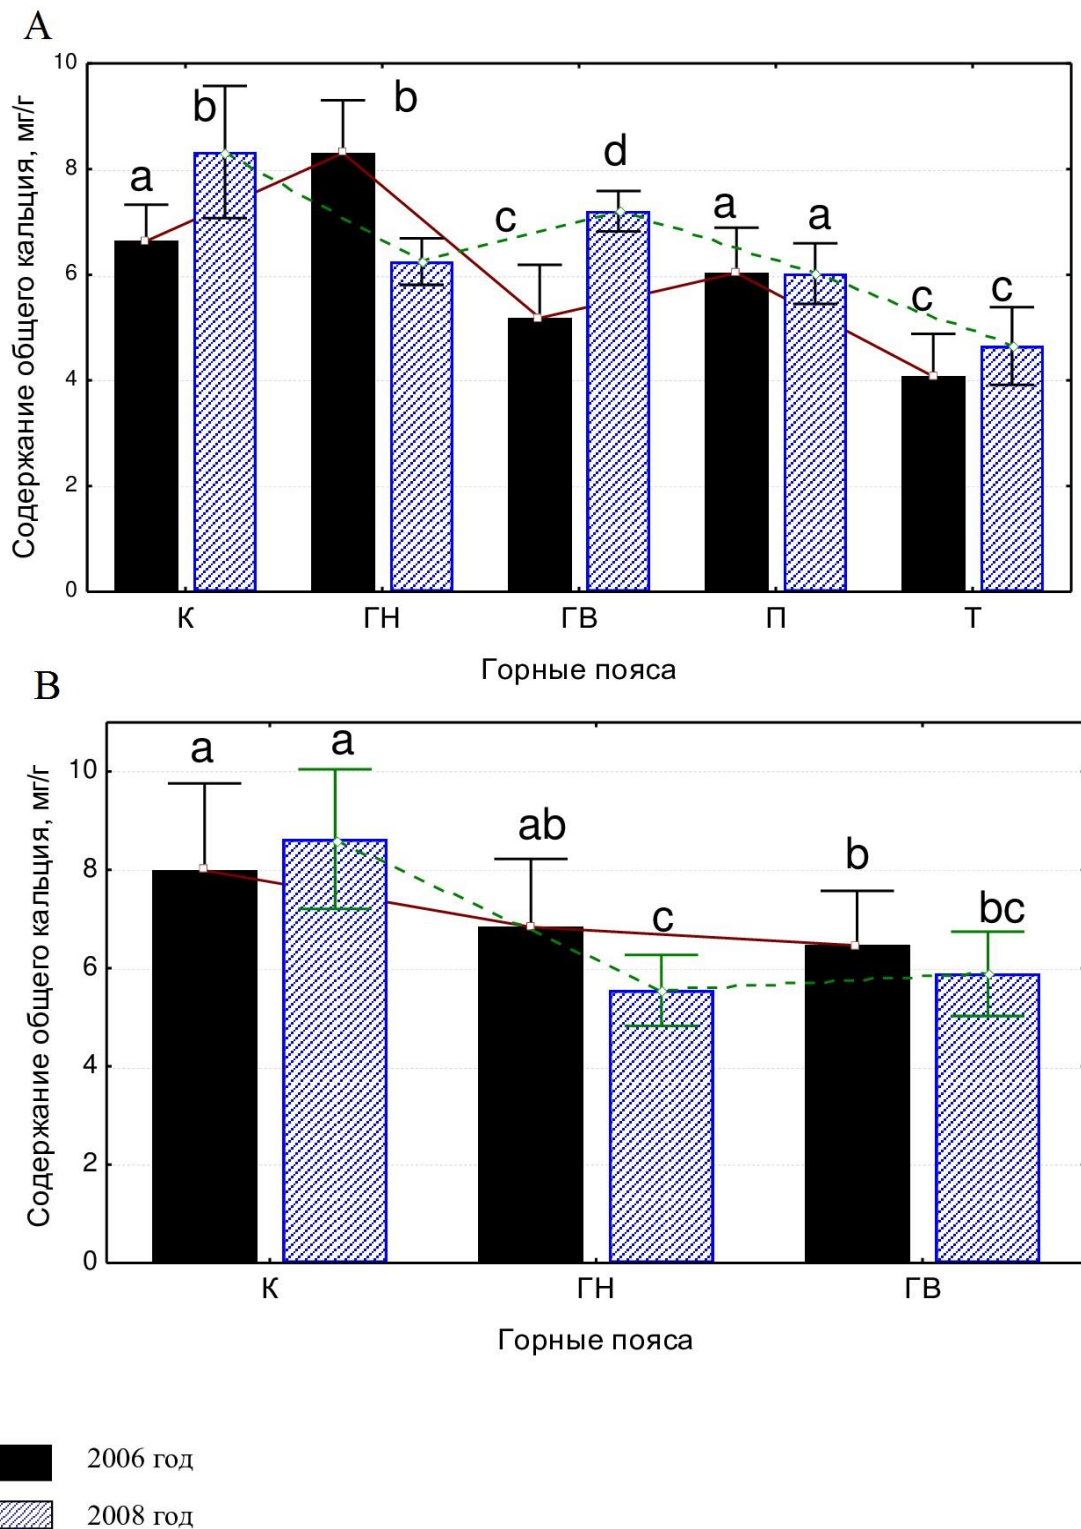 A
Содержание общего кальция, мг/г
10
8
6
4
2
0
a
b
b
c
d
a
a
c
c
К ГН ГВ П Т
Горные пояса
B
Содержание общего кальция, мг/г
10
8
6
4
2
0
a
a
ab
c
b
bc
К ГН ГВ
Горные пояса
2006 год
2008 год